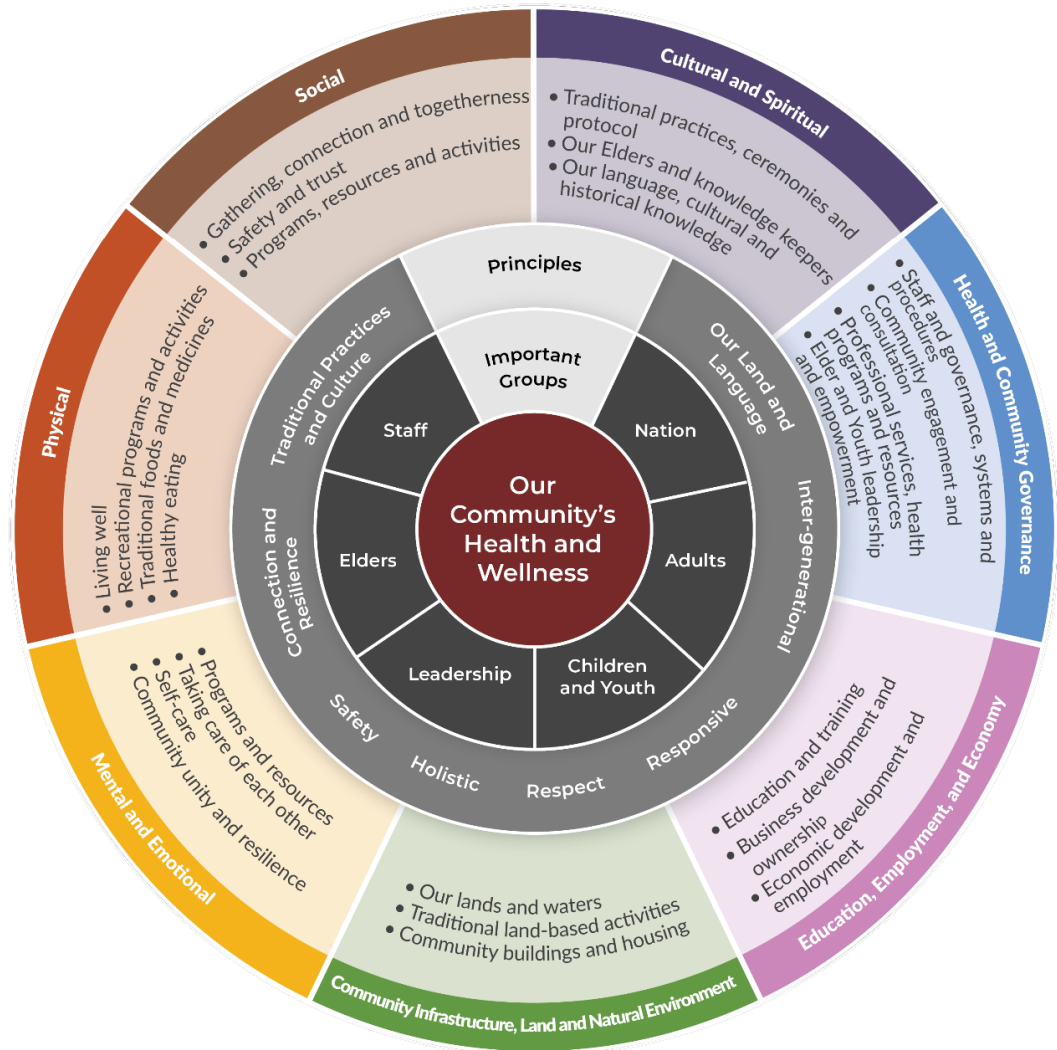 Cultural and Spiritual
• Traditional practices, ceremonies and
protocol
• Our Elders and knowledge keepers
• Our language, cultural and
historical knowledge
Health and Community Governance
• Staff and governance, systems and
procedures
• Community engagement and
consultation
• Professional services, health
programs and resources
• Elder and Youth leadership
and empowerment
Education, Employment, and Economy
• Education and training
• Business development and
ownership
• Economic development and
employment
Community Infrastructure, Land and Natural Environment
• Our lands and waters
• Traditional land-based activities
• Community buildings and housing
Mental and Emotional
• Programs and resources
• Taking care of each other
• Self-care
• Community unity and resilience
Physical
• Living well
• Recreational programs and activities
• Traditional foods and medicines
• Healthy eating
Social
• Gathering, connection and togetherness
• Safety and trust
• Programs, resources and activities
Principles
Our Land and
Language
Inter-generational
Responsive
Respect
Holistic
Safety
Connection and
Resilience
Traditional Practices
and Culture
Important
Groups
Nation
Adults
Children
and Youth
Leadership
Elders
Staff
Our
Community’s
Health and
Wellness